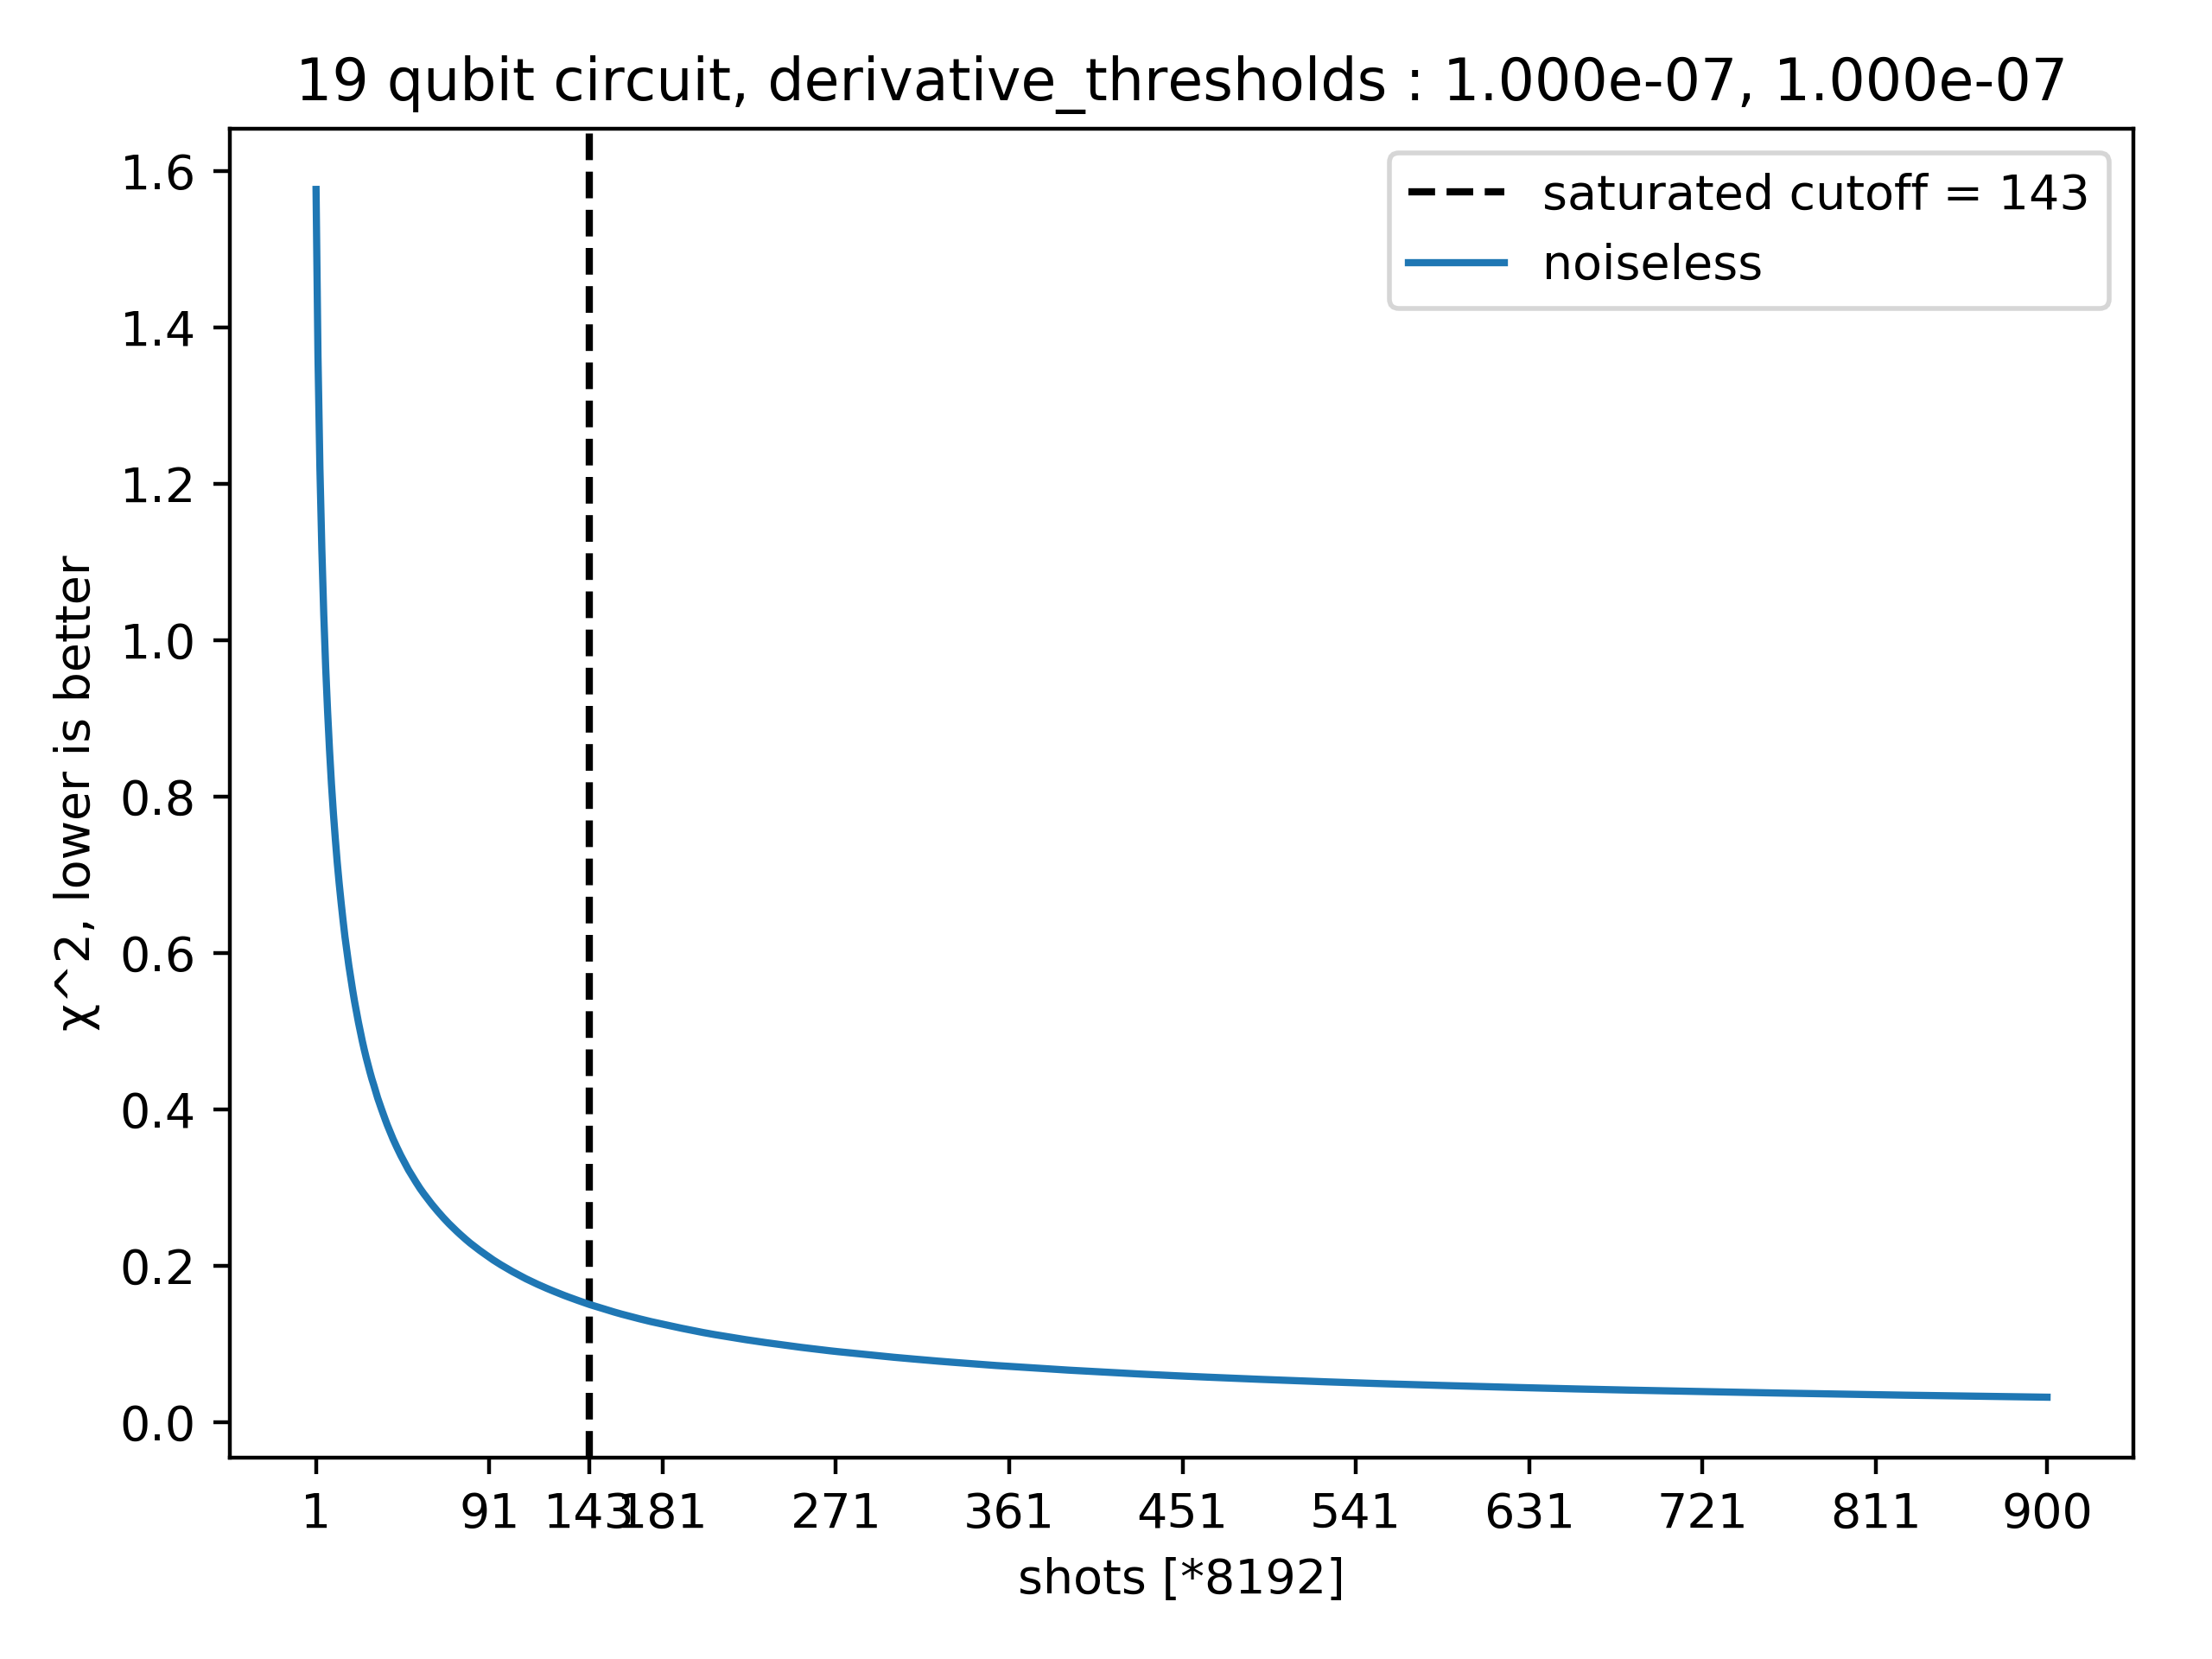 19 qubit circuit, derivative_thresholds : 1.000e-07, 1.000e-07
saturated cutoff = 143
noiseless
χ^2, lower is better
1.6
1.4
1.2
1.0
0.8
0.6
0.4
0.2
0.0
1 91 143 181 271 361 451 541 631 721 811 900
shots [*8192]